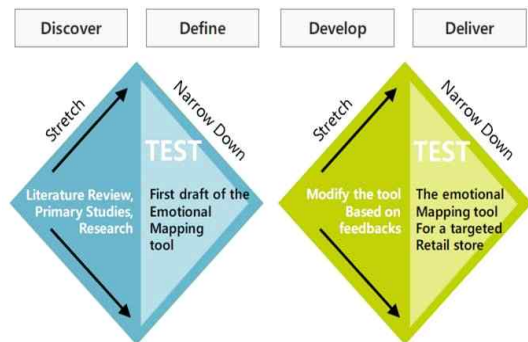 Discover
Define
Develop
Deliver
Stretch
Narrow Down
TEST
Literature Review,
Primary Studies,
Research
First draft of the
Emotional
Mapping
tool
Stretch
Narrow Down
TEST
Modify the tool
Based on
feedbacks
The emotional
Mapping tool
For a targeted
Retail store